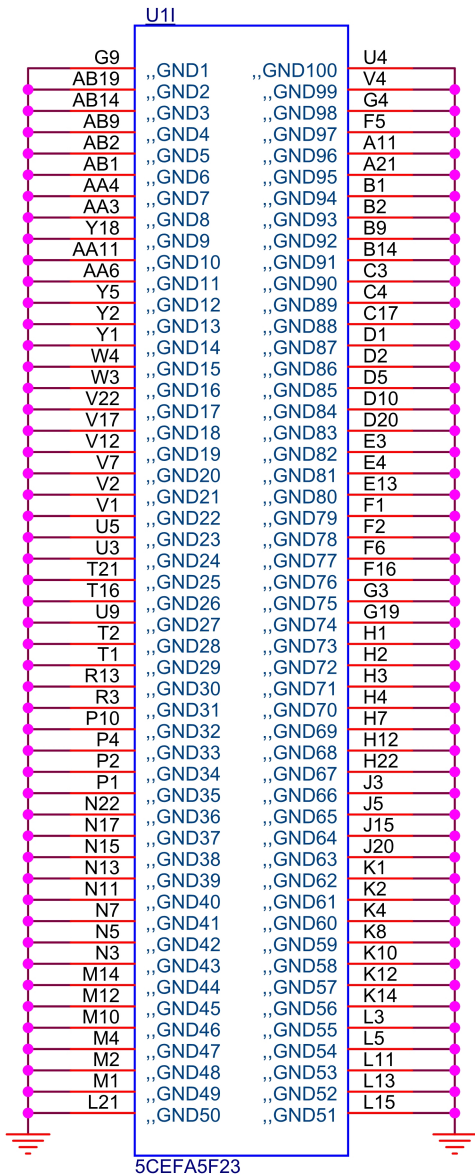 U1I
G9 ,,GND1 ,,GND100 U4
AB19 ,,GND2 ,,GND99 V4
AB14 ,,GND3 ,,GND98 G4
AB9 ,,GND4 ,,GND97 F5
AB2 ,,GND5 ,,GND96 A11
AB1 ,,GND6 ,,GND95 A21
AA4 ,,GND7 ,,GND94 B1
AA3 ,,GND8 ,,GND93 B2
Y18 ,,GND9 ,,GND92 B9
AA11 ,,GND10 ,,GND91 B14
AA6 ,,GND11 ,,GND90 C3
Y5 ,,GND12 ,,GND89 C4
Y2 ,,GND13 ,,GND88 C17
Y1 ,,GND14 ,,GND87 D1
W4 ,,GND15 ,,GND86 D2
W3 ,,GND16 ,,GND85 D5
V22 ,,GND17 ,,GND84 D10
V17 ,,GND18 ,,GND83 D20
V12 ,,GND19 ,,GND82 E3
V7 ,,GND20 ,,GND81 E4
V2 ,,GND21 ,,GND80 E13
V1 ,,GND22 ,,GND79 F1
U5 ,,GND23 ,,GND78 F2
U3 ,,GND24 ,,GND77 F6
T21 ,,GND25 ,,GND76 F16
T16 ,,GND26 ,,GND75 G3
U9 ,,GND27 ,,GND74 G19
T2 ,,GND28 ,,GND73 H1
T1 ,,GND29 ,,GND72 H2
R13 ,,GND30 ,,GND71 H3
R3 ,,GND31 ,,GND70 H4
P10 ,,GND32 ,,GND69 H7
P4 ,,GND33 ,,GND68 H12
P2 ,,GND34 ,,GND67 H22
P1 ,,GND35 ,,GND66 J3
N22 ,,GND36 ,,GND65 J5
N17 ,,GND37 ,,GND64 J15
N15 ,,GND38 ,,GND63 J20
N13 ,,GND39 ,,GND62 K1
N11 ,,GND40 ,,GND61 K2
N7 ,,GND41 ,,GND60 K4
N5 ,,GND42 ,,GND59 K8
N3 ,,GND43 ,,GND58 K10
M14 ,,GND44 ,,GND57 K12
M12 ,,GND45 ,,GND56 K14
M10 ,,GND46 ,,GND55 L3
M4 ,,GND47 ,,GND54 L5
M2 ,,GND48 ,,GND53 L11
M1 ,,GND49 ,,GND52 L13
L21 ,,GND50 ,,GND51 L15
5CEFA5F23